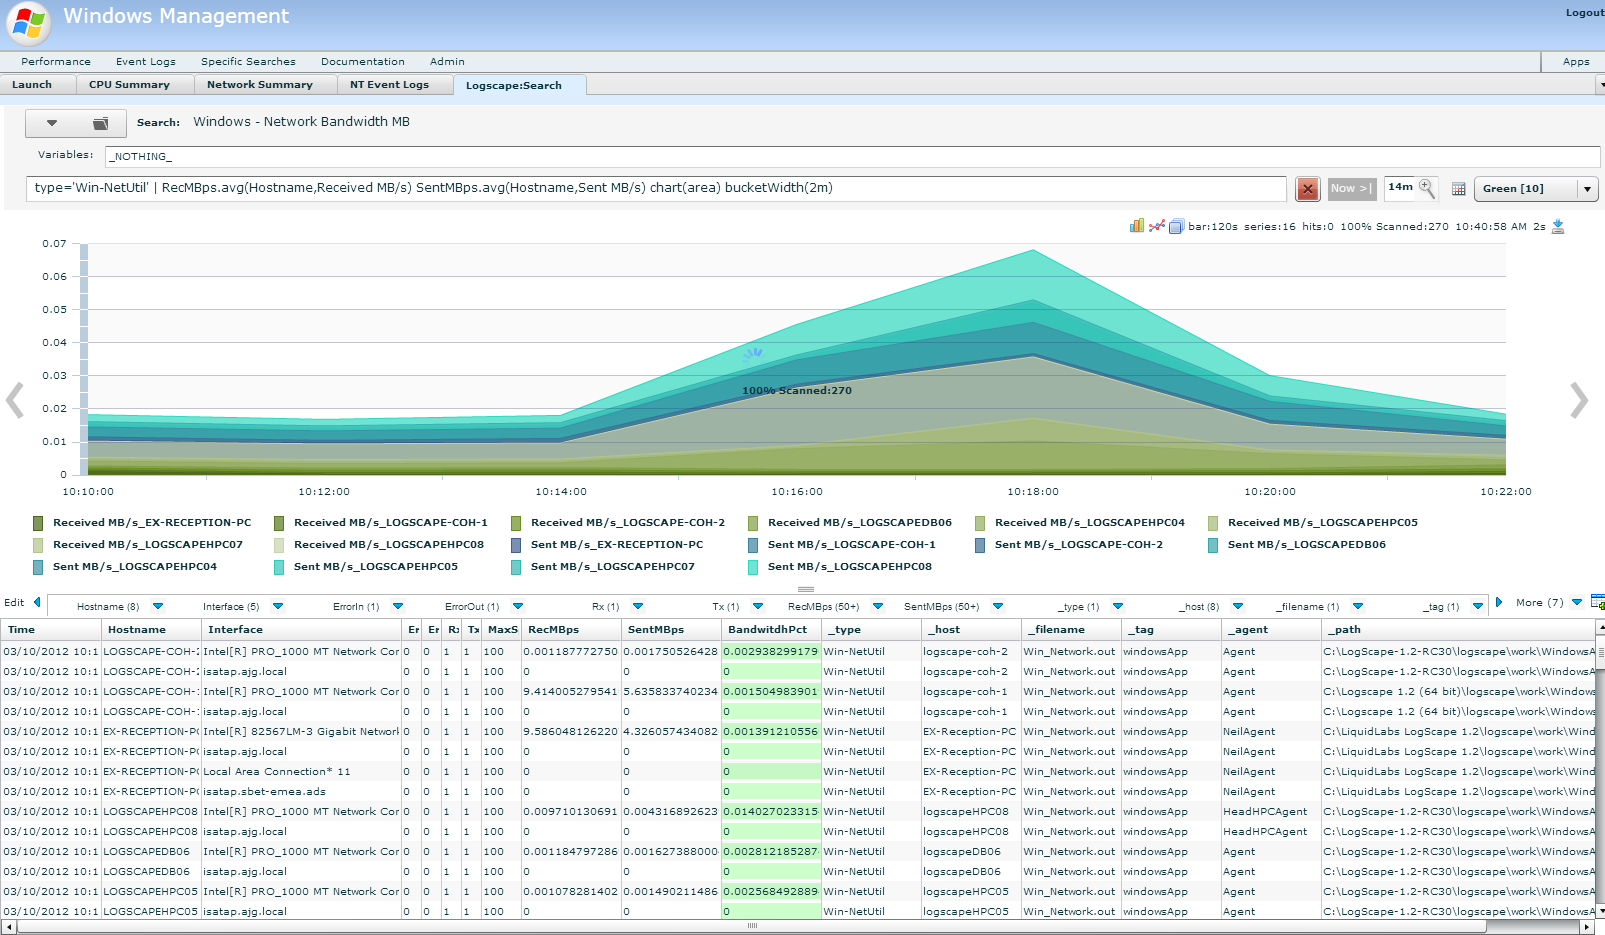 Windows Management
Logout
Performance Event Logs Specific Searches Documentation Admin Apps
Launch CPU Summary Network Summary NT Event Logs Logscape:Search
Search: Windows - Network Bandwidth MB
Variables: _NOTHING_
type='Win-NetUtil' | RecMBps.avg(Hostname,Received MB/s) SentMBps.avg(Hostname,Sent MB/s) chart(area) bucketWidth(2m) Now >| 14m Green [10]
bar:120s series:16 hits:0 100% Scanned:270 10:40:58 AM 2s
0.07
0.06
0.05
0.04
0.03
100% Scanned:270
0.02
0.01
0
10:10:00 10:12:00 10:14:00 10:16:00 10:18:00 10:20:00 10:22:00
Received MB/s_EX-RECEPTION-PC Received MB/s_LOGSCAPE-COH-1 Received MB/s_LOGSCAPE-COH-2 Received MB/s_LOGSCAPEDB06 Received MB/s_LOGSCAPEHPC04 Received MB/s_LOGSCAPEHPC05
Received MB/s_LOGSCAPEHPC07 Received MB/s_LOGSCAPEHPC08 Sent MB/s_EX-RECEPTION-PC Sent MB/s_LOGSCAPE-COH-1 Sent MB/s_LOGSCAPE-COH-2 Sent MB/s_LOGSCAPEDB06
Sent MB/s_LOGSCAPEHPC04 Sent MB/s_LOGSCAPEHPC05 Sent MB/s_LOGSCAPEHPC07 Sent MB/s_LOGSCAPEHPC08
Edit Hostname (8) Interface (5) ErrorIn (1) ErrorOut (1) Rx (1) Tx (1) RecMBps (50+) SentMBps (50+) _type (1) _host (8) _filename (1) _tag (1) More (7)
Time Hostname Interface Er Er Rx Tx MaxS RecMBps SentMBps BandwitdhPct _type _host _filename _tag _agent _path
03/10/2012 10:1 LOGSCAPE-COH-2 Intel[R] PRO_1000 MT Network Cor 0 0 1 1 100 0.001187772750 0.001750526428 0.002938299179 Win-NetUtil logscape-coh-2 Win_Network.out windowsApp Agent C:\LogScape-1.2-RC30\logscape\work\WindowsA
03/10/2012 10:1 LOGSCAPE-COH-2 isatap.ajg.local 0 0 1 1 100 0 0 0 Win-NetUtil logscape-coh-2 Win_Network.out windowsApp Agent C:\LogScape-1.2-RC30\logscape\work\WindowsA
03/10/2012 10:1 LOGSCAPE-COH-1 Intel[R] PRO_1000 MT Network Cor 0 0 1 1 100 9.414005279541 5.635833740234 0.001504983901 Win-NetUtil logscape-coh-1 Win_Network.out windowsApp Agent C:\Logscape 1.2 (64 bit)\logscape\work\Windows
03/10/2012 10:1 LOGSCAPE-COH-1 isatap.ajg.local 0 0 1 1 100 0 0 0 Win-NetUtil logscape-coh-1 Win_Network.out windowsApp Agent C:\Logscape 1.2 (64 bit)\logscape\work\Windows
03/10/2012 10:1 EX-RECEPTION-PC Intel[R] 82567LM-3 Gigabit Network 0 0 1 1 100 9.586048126220 4.326057434082 0.001391210556 Win-NetUtil EX-Reception-PC Win_Network.out windowsApp NeilAgent C:\LiquidLabs LogScape 1.2\logscape\work\Wind
03/10/2012 10:1 EX-RECEPTION-PC isatap.ajg.local 0 0 1 1 100 0 0 0 Win-NetUtil EX-Reception-PC Win_Network.out windowsApp NeilAgent C:\LiquidLabs LogScape 1.2\logscape\work\Wind
03/10/2012 10:1 EX-RECEPTION-PC Local Area Connection* 11 0 0 1 1 100 0 0 0 Win-NetUtil EX-Reception-PC Win_Network.out windowsApp NeilAgent C:\LiquidLabs LogScape 1.2\logscape\work\Wind
03/10/2012 10:1 EX-RECEPTION-PC isatap.sbet-emea.ads 0 0 1 1 100 0 0 0 Win-NetUtil EX-Reception-PC Win_Network.out windowsApp NeilAgent C:\LiquidLabs LogScape 1.2\logscape\work\Wind
03/10/2012 10:1 LOGSCAPEHPC08 Intel[R] PRO_1000 MT Network Cor 0 0 1 1 100 0.009710130691 0.004316892623 0.014027023315 Win-NetUtil logscapeHPC08 Win_Network.out windowsApp HeadHPCAgent C:\LogScape-1.2-RC30\logscape\work\WindowsA
03/10/2012 10:1 LOGSCAPEHPC08 isatap.ajg.local 0 0 1 1 100 0 0 0 Win-NetUtil logscapeHPC08 Win_Network.out windowsApp HeadHPCAgent C:\LogScape-1.2-RC30\logscape\work\WindowsA
03/10/2012 10:1 LOGSCAPEDB06 Intel[R] PRO_1000 MT Network Cor 0 0 1 1 100 0.001184797286 0.001627388000 0.002812185287 Win-NetUtil logscapeDB06 Win_Network.out windowsApp Agent C:\LogScape-1.2-RC30\logscape\work\WindowsA
03/10/2012 10:1 LOGSCAPEDB06 isatap.ajg.local 0 0 1 1 100 0 0 0 Win-NetUtil logscapeDB06 Win_Network.out windowsApp Agent C:\LogScape-1.2-RC30\logscape\work\WindowsA
03/10/2012 10:1 LOGSCAPEHPC05 Intel[R] PRO_1000 MT Network Cor 0 0 1 1 100 0.001078281402 0.001490211486 0.002568492889 Win-NetUtil logscapeHPC05 Win_Network.out windowsApp Agent C:\LogScape-1.2-RC30\logscape\work\WindowsA
03/10/2012 10:1 LOGSCAPEHPC05 isatap.ajg.local 0 0 1 1 100 0 0 0 Win-NetUtil logscapeHPC05 Win_Network.out windowsApp Agent C:\LogScape-1.2-RC30\logscape\work\WindowsA